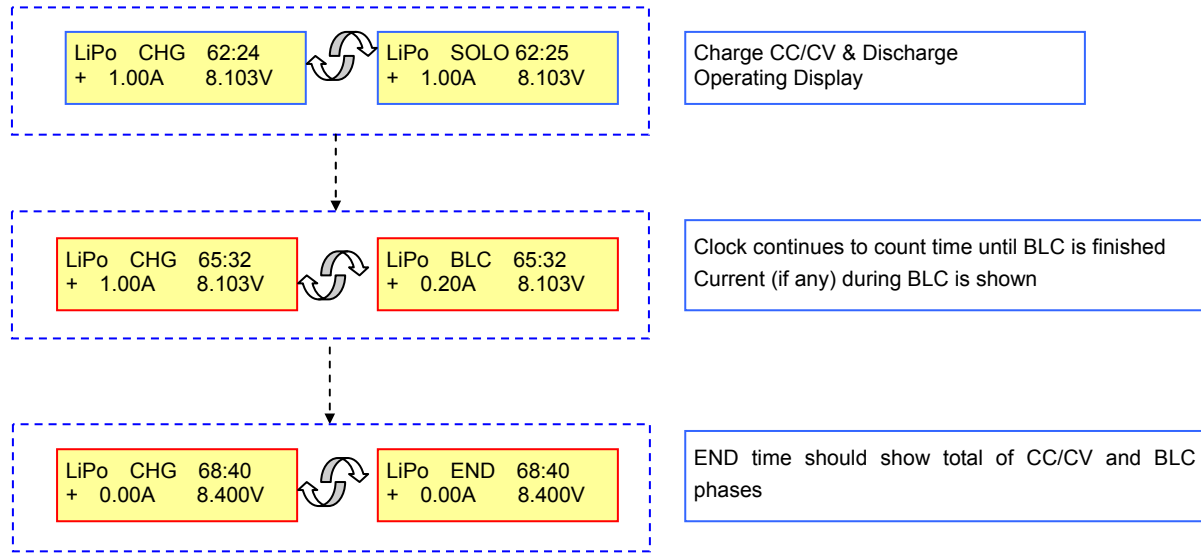 LiPo CHG 62:24
+ 1.00A 8.103V
LiPo SOLO 62:25
+ 1.00A 8.103V
Charge CC/CV & Discharge
Operating Display
LiPo CHG 65:32
+ 1.00A 8.103V
LiPo BLC 65:32
+ 0.20A 8.103V
Clock continues to count time until BLC is finished
Current (if any) during BLC is shown
LiPo CHG 68:40
+ 0.00A 8.400V
LiPo END 68:40
+ 0.00A 8.400V
END time should show total of CC/CV and BLC
phases